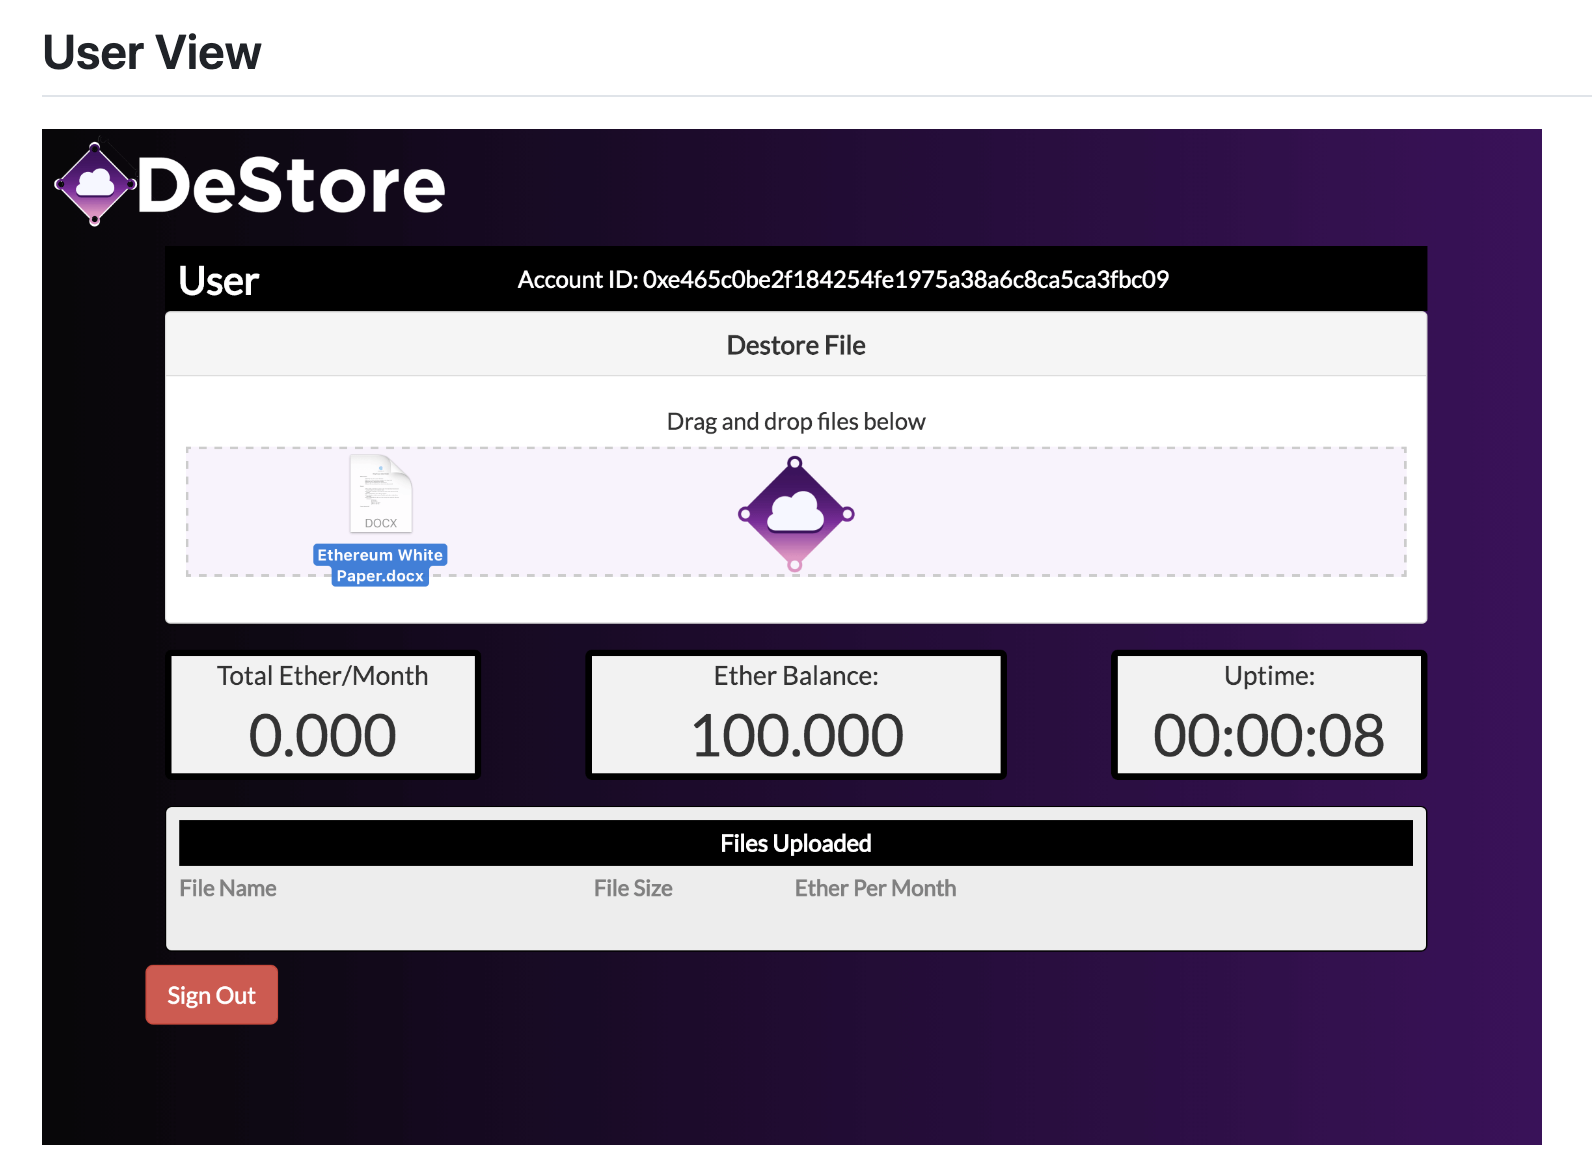 User View
DeStore
User
Account ID: 0xe465c0be2f184254fe1975a38a6c8ca5ca3fbc09
Destore File
Drag and drop files below
DOCX
Ethereum White
Paper.docx
Total Ether/Month
0.000
Ether Balance:
100.000
Uptime:
00:00:08
Files Uploaded
File Name File Size Ether Per Month
Sign Out